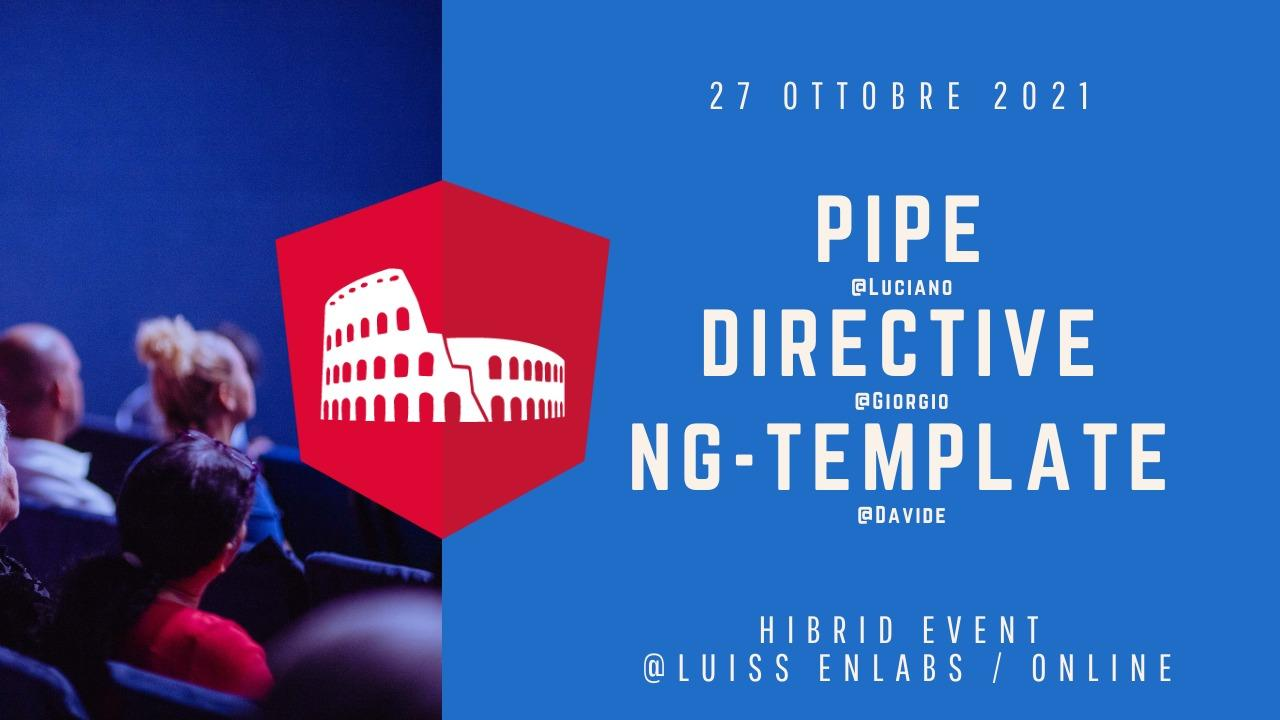 27 OTTOBRE 2021
PIPE
@Luciano
DIRECTIVE
@Giorgio
NG-TEMPLATE
@Davide
HIBRID EVENT
@LUISS ENLABS / ONLINE